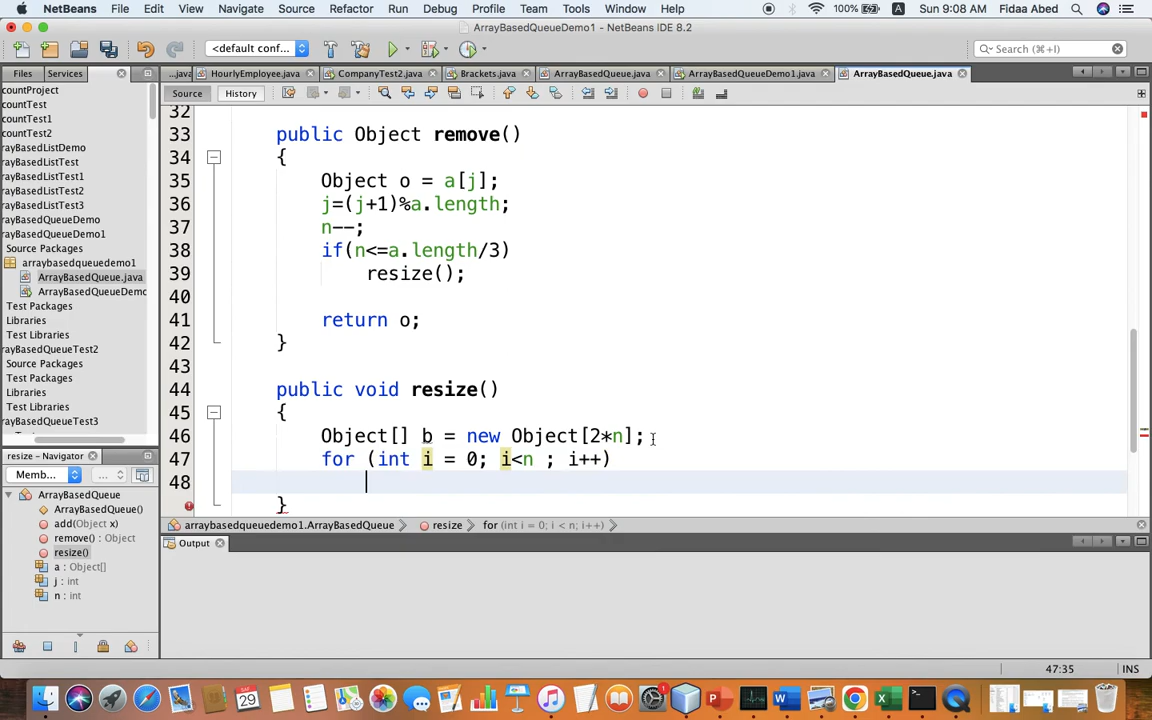 NetBeans File Edit View Navigate Source Refactor Run Debug Profile Team Tools Window Help 100% A Sun 9:08 AM Fidaa Abed
ArrayBasedQueueDemo1 - NetBeans IDE 8.2
<default conf... Search (⌘+I)
Files Services ...java HourlyEmployee.java CompanyTest2.java Brackets.java ArrayBasedQueue.java ArrayBasedQueueDemo1.java ArrayBasedQueue.java
Source History
countProject
countTest
countTest1
countTest2
rayBasedListDemo
rayBasedListTest
rayBasedListTest1
rayBasedListTest2
rayBasedListTest3
rayBasedQueueDemo
rayBasedQueueDemo1
Source Packages
arraybasedqueuedemo1
ArrayBasedQueue.java
ArrayBasedQueueDemo
Test Packages
Libraries
Test Libraries
rayBasedQueueTest2
Source Packages
Test Packages
Libraries
Test Libraries
rayBasedQueueTest3
32
33 public Object remove()
34 {
35 Object o = a[j];
36 j=(j+1)%a.length;
37 n--;
38 if(n<=a.length/3)
39 resize();
40
41 return o;
42 }
43
44 public void resize()
45 {
46 Object[] b = new Object[2*n];
47 for (int i = 0; i<n ; i++)
48
}
resize - Navigator
Memb...
ArrayBasedQueue
ArrayBasedQueue()
add(Object x)
remove() : Object
resize()
a : Object[]
j : int
n : int
arraybasedqueuedemo1.ArrayBasedQueue resize for (int i = 0; i < n; i++)
Output
47:35 INS